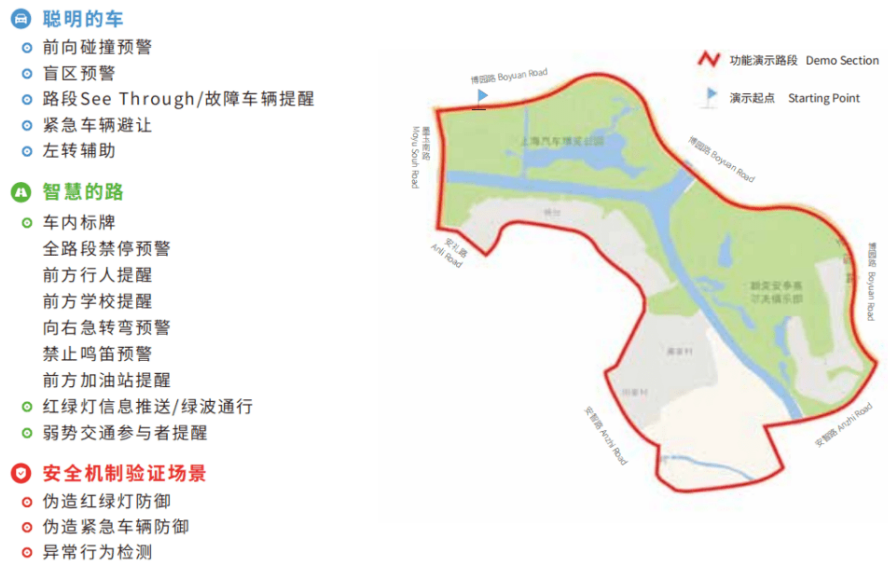 聪明的车
前向碰撞预警
盲区预警
路段See Through/故障车辆提醒
紧急车辆避让
左转辅助
智慧的路
车内标牌
全路段禁停预警
前方行人提醒
前方学校提醒
向右急转弯预警
禁止鸣笛预警
前方加油站提醒
红绿灯信息推送/绿波通行
弱势交通参与者提醒
安全机制验证场景
伪造红绿灯防御
伪造紧急车辆防御
异常行为检测
功能演示路段 Demo Section
演示起点 Starting Point
博园路 Boyuan Road
墨玉南路
Moyu Souh Road
上海汽车博览公园
博园路 Boyuan Road
安礼路
Anli Road
博园路 Boyuan Road
安智路 Anzhi Road
安智路 Anzhi Road